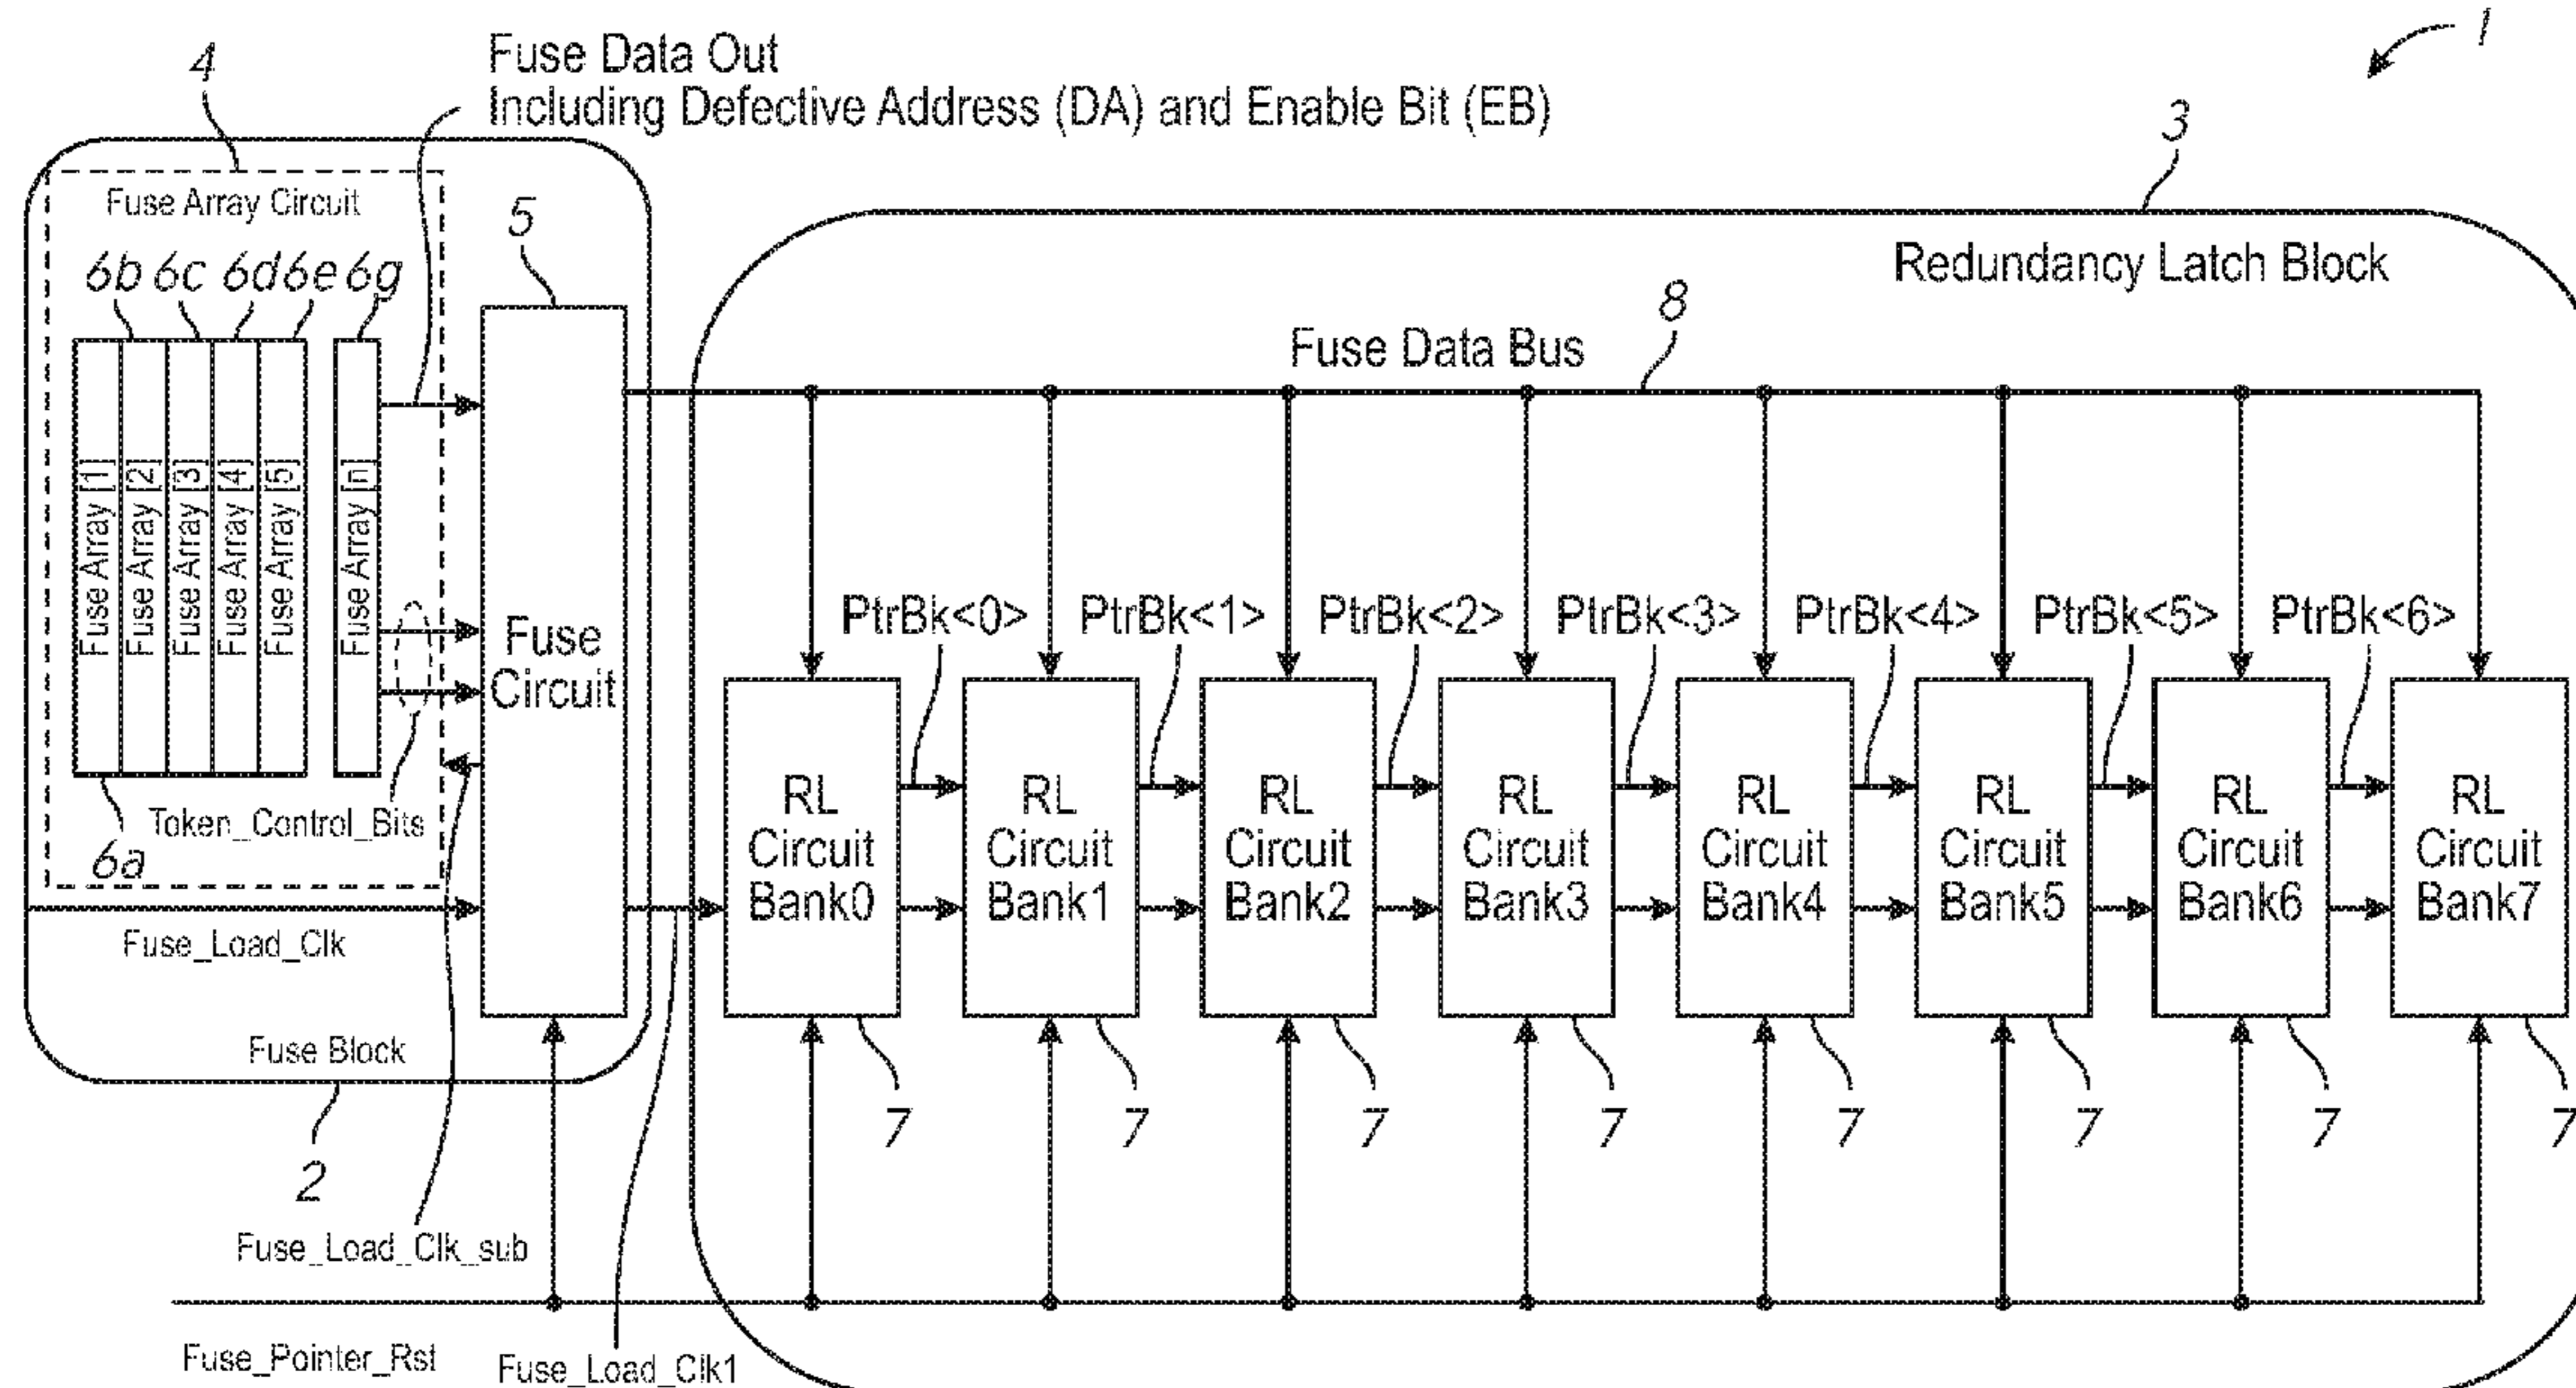 1
4
Fuse Data Out
Including Defective Address (DA) and Enable Bit (EB)
3
Fuse Array Circuit
5
Redundancy Latch Block
6b 6c 6d 6e 6g
8
Fuse Data Bus
Fuse Array [1]
Fuse Array [2]
Fuse Array [3]
Fuse Array [4]
Fuse Array [5]
Fuse Array [n]
Fuse
Circuit
PtrBk<0>
PtrBk<1>
PtrBk<2>
PtrBk<3>
PtrBk<4>
PtrBk<5>
PtrBk<6>
RL
Circuit
Bank0
RL
Circuit
Bank1
RL
Circuit
Bank2
RL
Circuit
Bank3
RL
Circuit
Bank4
RL
Circuit
Bank5
RL
Circuit
Bank6
RL
Circuit
Bank7
Token_Control_Bits
6a
Fuse_Load_Clk
Fuse Block
7 7 7 7 7 7 7 7
2
Fuse_Load_Clk_sub
Fuse_Pointer_Rst
Fuse_Load_Clk1